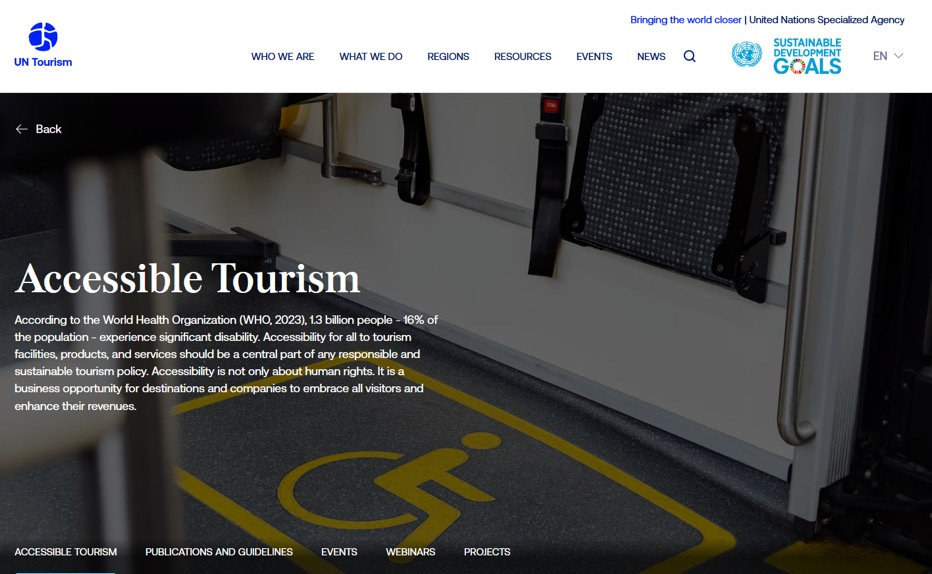 Bringing the world closer | United Nations Specialized Agency
UN Tourism
WHO WE ARE WHAT WE DO REGIONS RESOURCES EVENTS NEWS
SUSTAINABLE
DEVELOPMENT
GOALS
EN
Back
Accessible Tourism
According to the World Health Organization (WHO, 2023), 1.3 billion people - 16% of
the population - experience significant disability. Accessibility for all to tourism
facilities, products, and services should be a central part of any responsible and
sustainable tourism policy. Accessibility is not only about human rights. It is a
business opportunity for destinations and companies to embrace all visitors and
enhance their revenues.
ACCESSIBLE TOURISM PUBLICATIONS AND GUIDELINES EVENTS WEBINARS PROJECTS